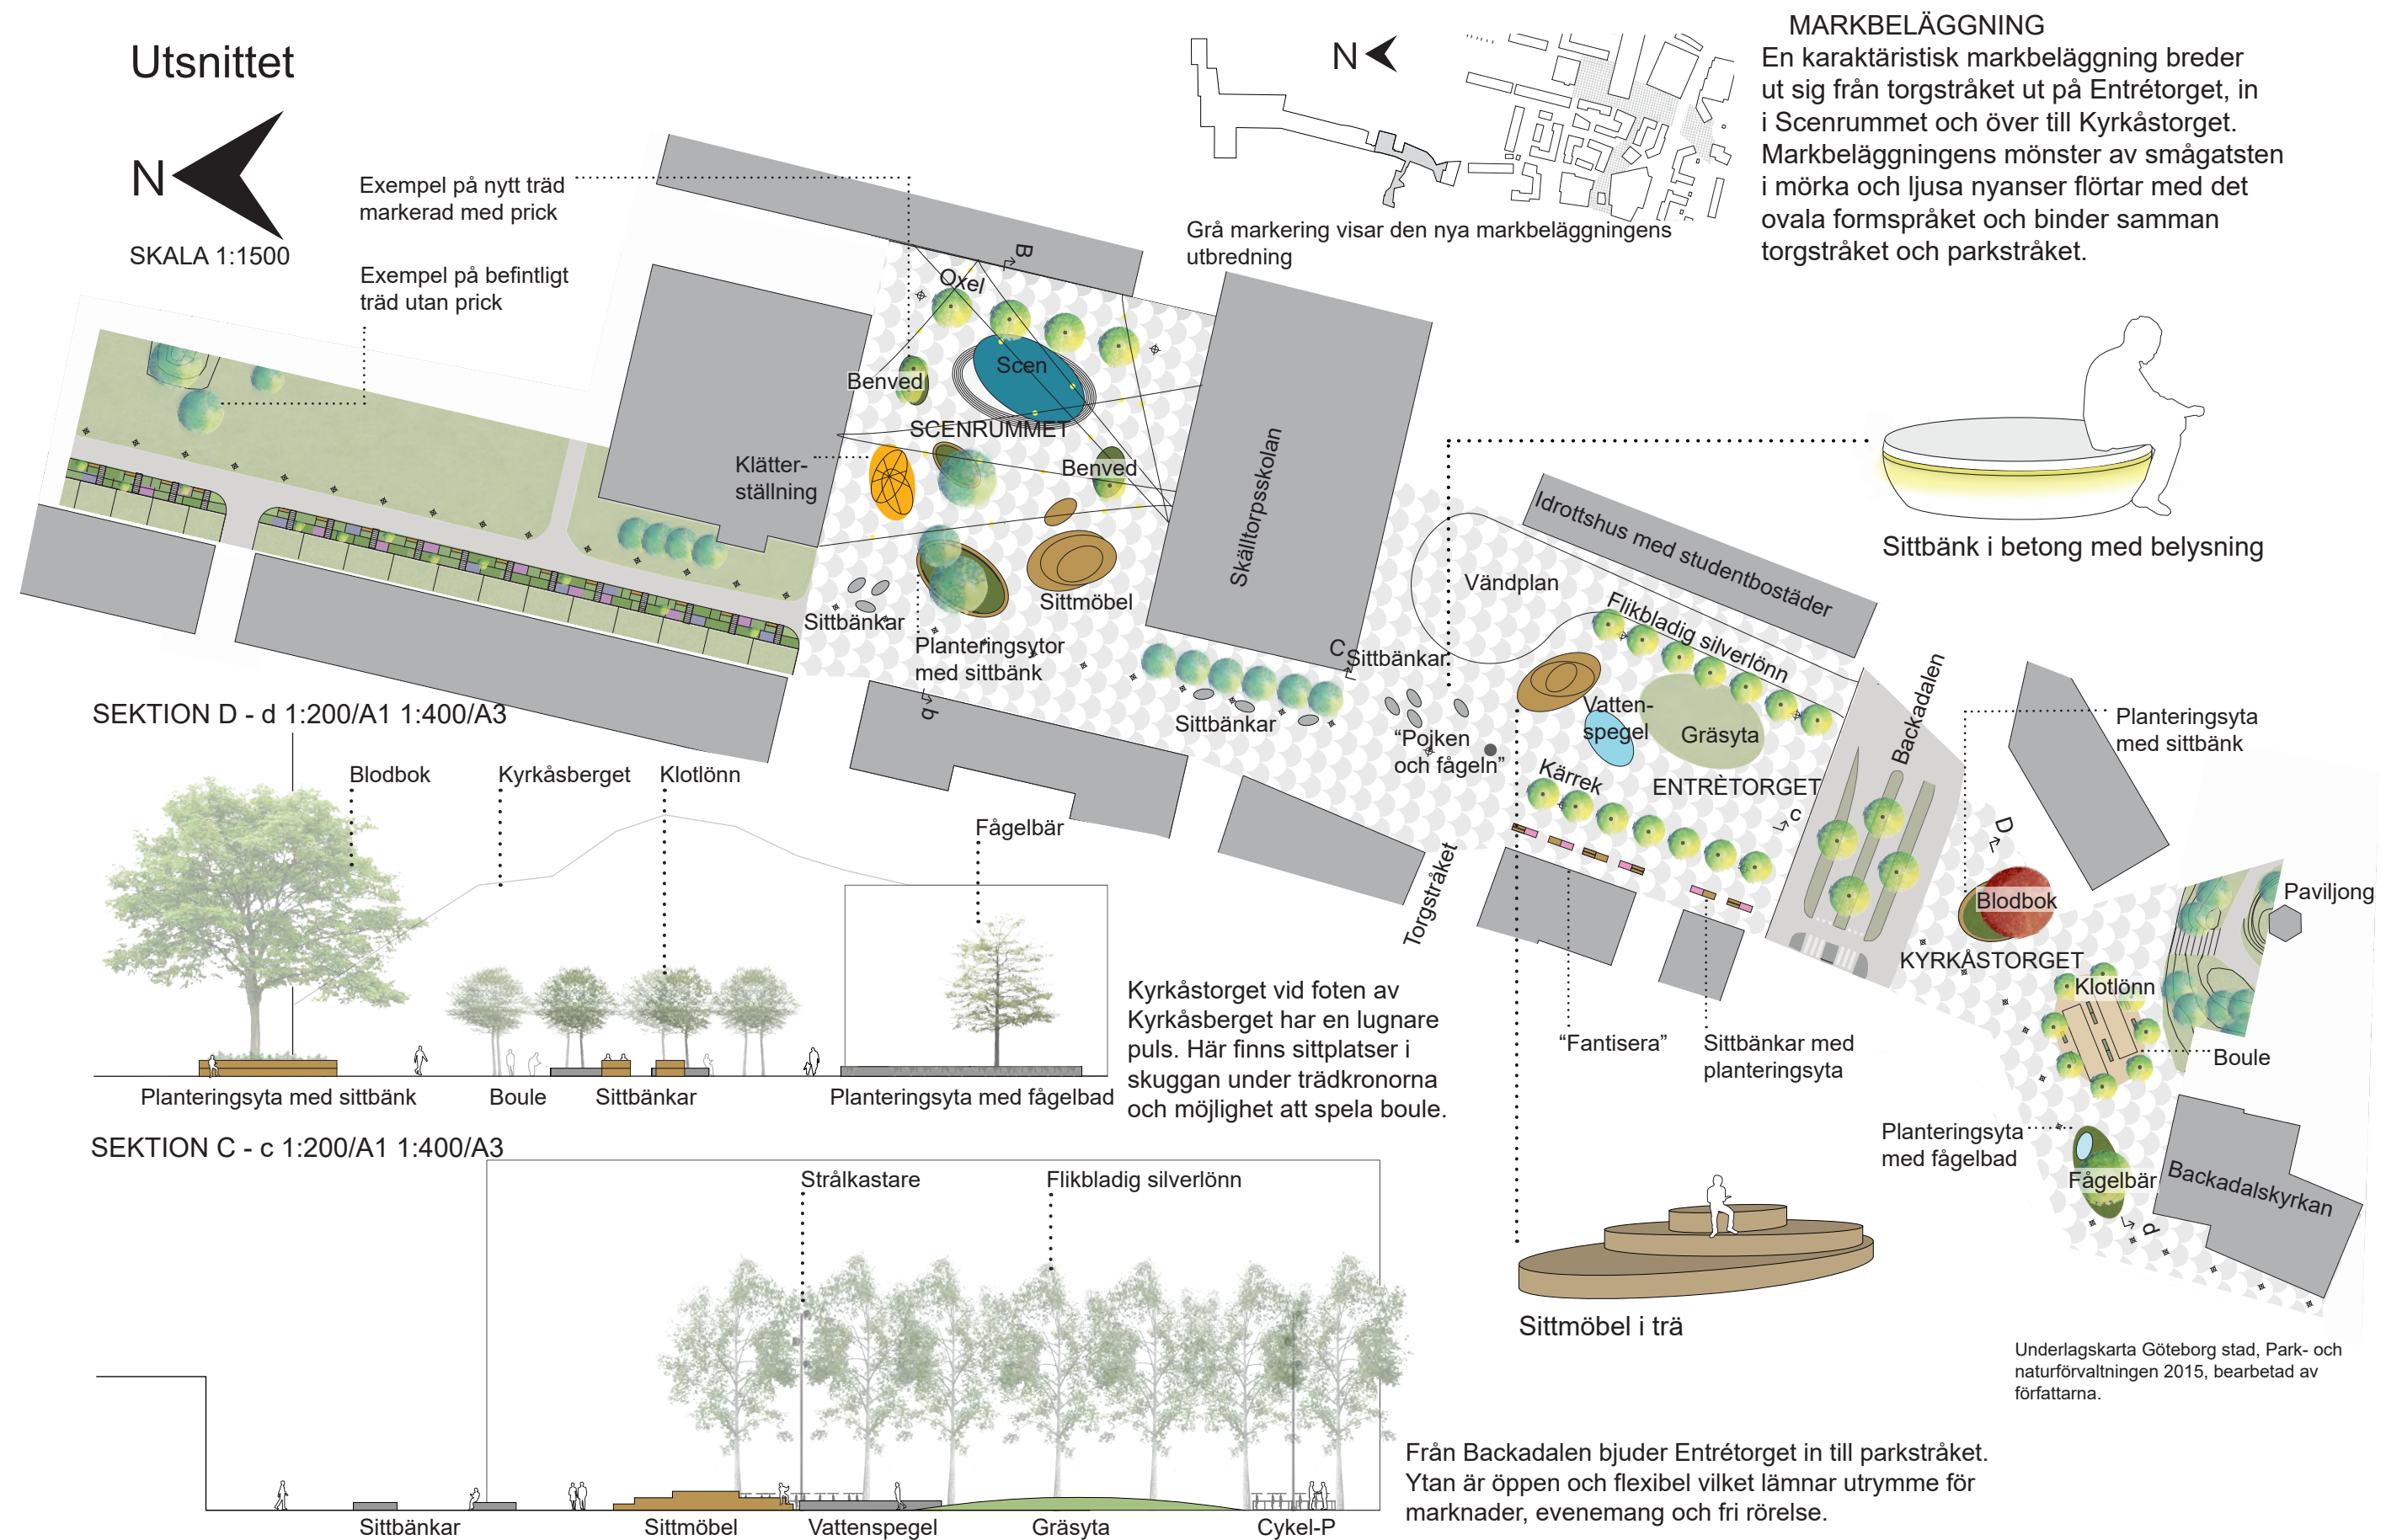 Utsnittet
N
SKALA 1:1500
Exempel på nytt träd
markerad med prick
Exempel på befintligt
träd utan prick
N
Grå markering visar den nya markbeläggningens
utbredning
MARKBELÄGGNING
En karaktäristisk markbeläggning breder
ut sig från torgstråket ut på Entrétorget, in
i Scenrummet och över till Kyrkåstorget.
Markbeläggningens mönster av smågatsten
i mörka och ljusa nyanser flörtar med det
ovala formspråket och binder samman
torgstråket och parkstråket.
B
Oxel
Scen
Benved
SCENRUMMET
Klätter-
ställning
Benved
Sittmöbel
Sittbänkar
Planteringsytor
med sittbänk
b
Skälltorpsskolan
C
Sittbänkar
Sittbänkar
Vändplan
Idrottshus med studentbostäder
Flikbladig silverlönn
Vatten-
spegel
Gräsyta
"Pojken
och fågeln"
Kärrek
ENTRÈTORGET
c
Torgstråket
Backadalen
"Fantisera"
Sittbänkar med
planteringsyta
Sittbänk i betong med belysning
Planteringsyta
med sittbänk
D
Blodbok
KYRKÅSTORGET
Klotlönn
Paviljong
Boule
Planteringsyta
med fågelbad
Fågelbär
Backadalskyrkan
d
SEKTION D - d 1:200/A1 1:400/A3
Blodbok
Kyrkåsberget
Klotlönn
Fågelbär
Planteringsyta med sittbänk
Boule
Sittbänkar
Planteringsyta med fågelbad
Kyrkåstorget vid foten av
Kyrkåsberget har en lugnare
puls. Här finns sittplatser i
skuggan under trädkronorna
och möjlighet att spela boule.
SEKTION C - c 1:200/A1 1:400/A3
Strålkastare
Flikbladig silverlönn
Sittbänkar
Sittmöbel
Vattenspegel
Gräsyta
Cykel-P
Sittmöbel i trä
Från Backadalen bjuder Entrétorget in till parkstråket.
Ytan är öppen och flexibel vilket lämnar utrymme för
marknader, evenemang och fri rörelse.
Underlagskarta Göteborg stad, Park- och
naturförvaltningen 2015, bearbetad av
författarna.